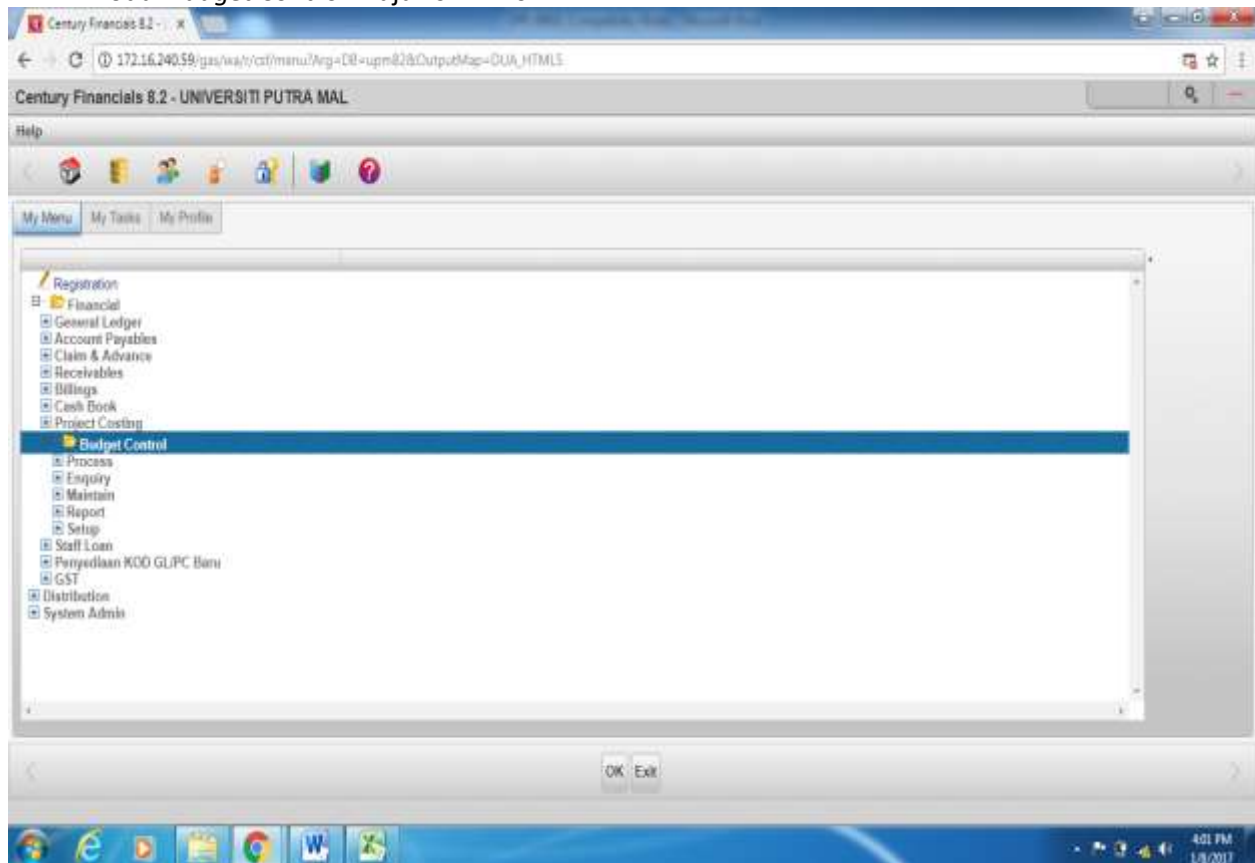 Century Financials 8.2 -
172.16.240.59/gas/wa/r/csf/menu?Arg=DB=upm82&OutputMap=DUA_HTML5
Century Financials 8.2 - UNIVERSITI PUTRA MAL
Help
My Menu My Tasks My Profile
Registration
Financial
General Ledger
Account Payables
Claim & Advance
Receivables
Billings
Cash Book
Project Costing
Budget Control
Process
Enquiry
Maintain
Report
Setup
Staff Loan
Penyediaan KOD GL/PC Baru
GST
Distribution
System Admin
OK Exit
4:01 PM
1/8/2017